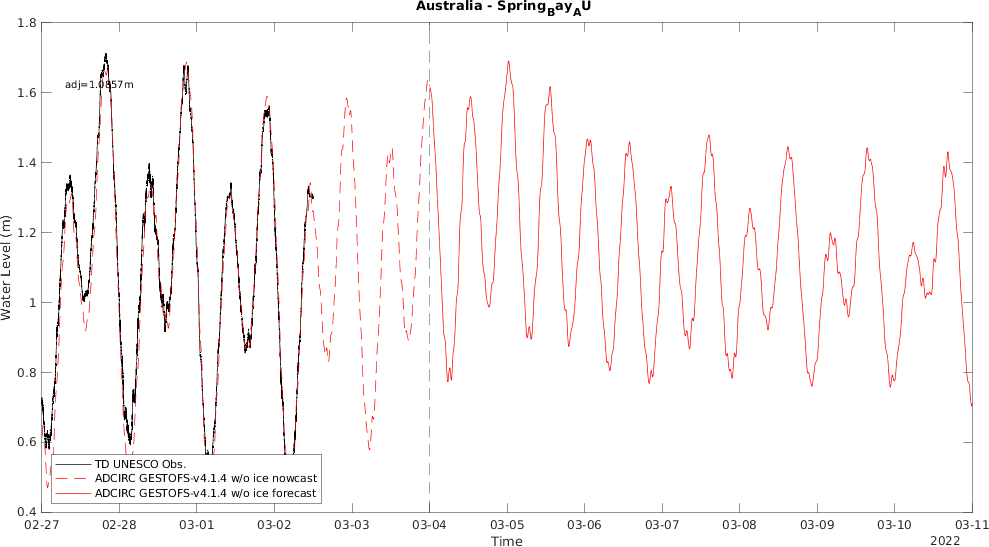 Australia - SpringBayAU
1.8
1.6
1.4
1.2
1
0.8
0.6
0.4
Water Level (m)
adj=1.0857m
TD UNESCO Obs.
ADCIRC GESTOFS-v4.1.4 w/o ice nowcast
ADCIRC GESTOFS-v4.1.4 w/o ice forecast
02-27 02-28 03-01 03-02 03-03 03-04 03-05 03-06 03-07 03-08 03-09 03-10 03-11
Time
2022